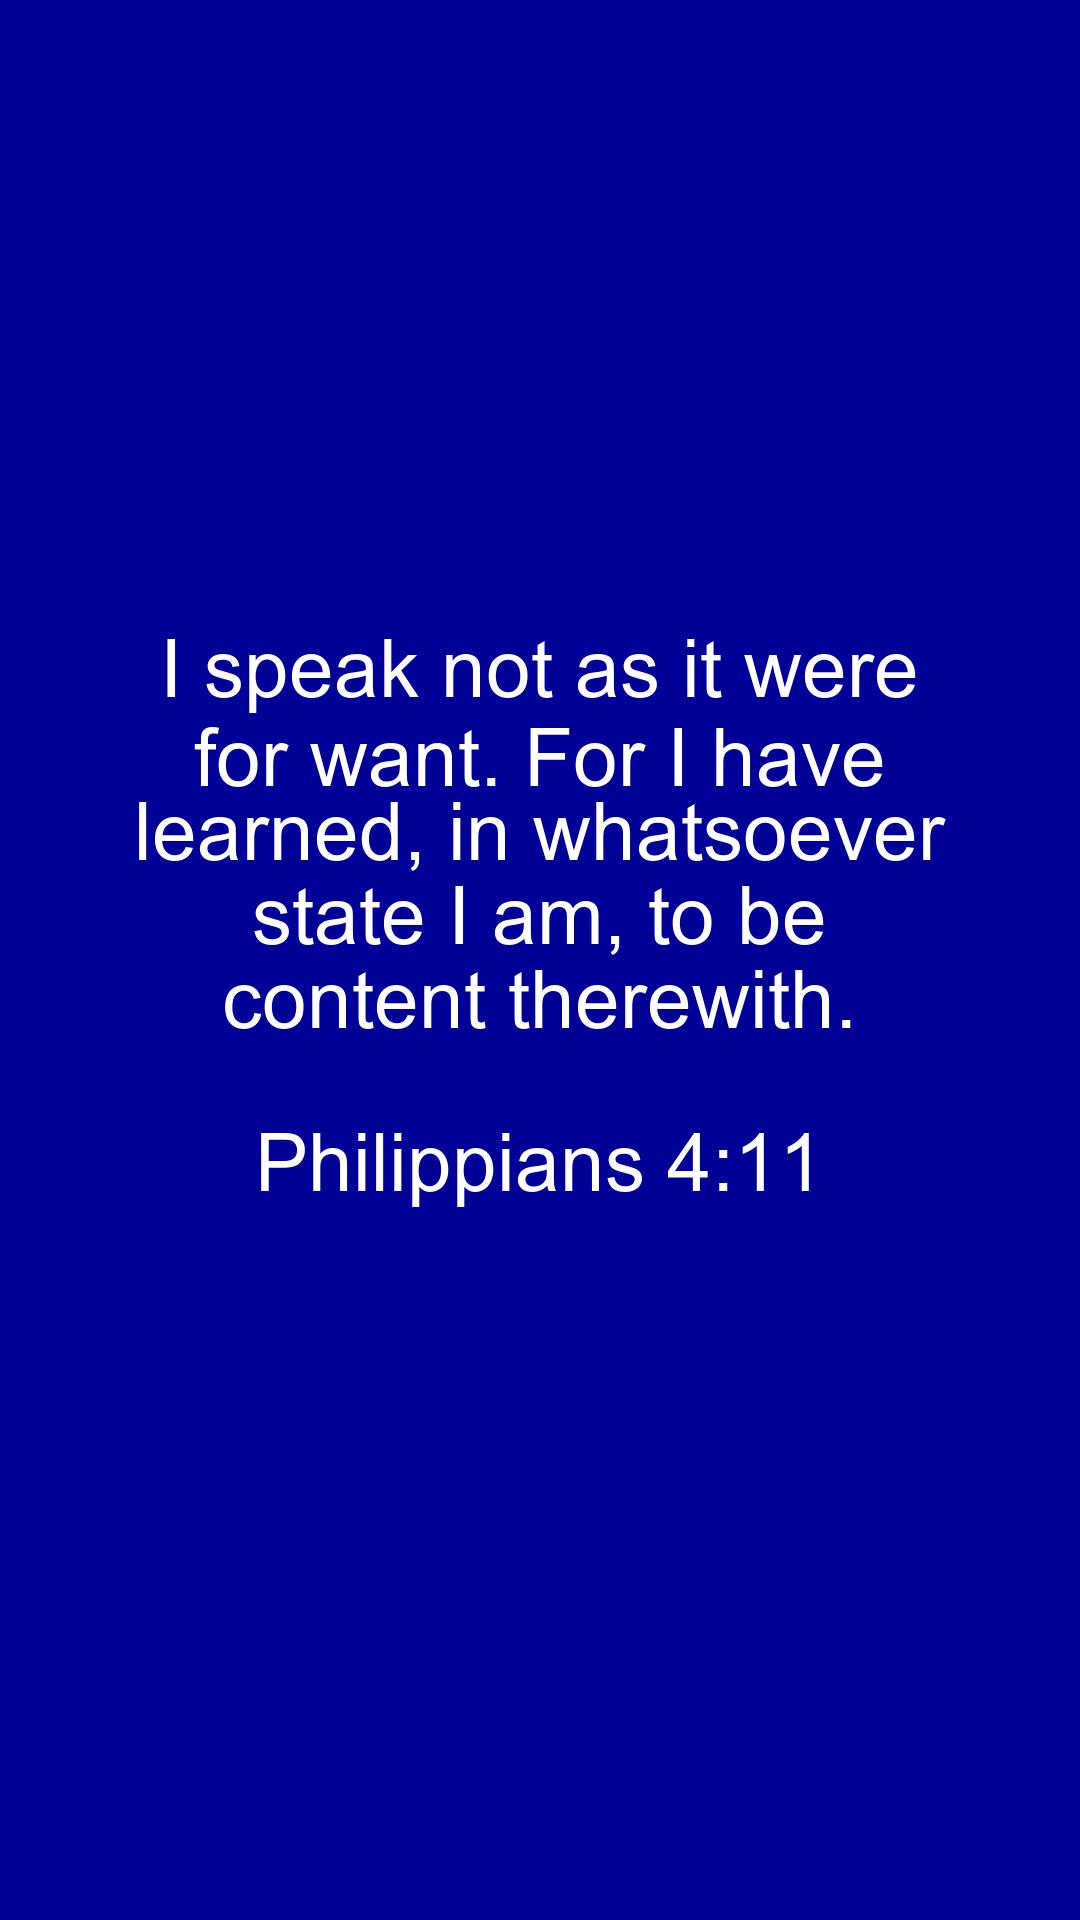 I speak not as it were
for want. For I have
learned, in whatsoever
state I am, to be
content therewith.
Philippians 4:11